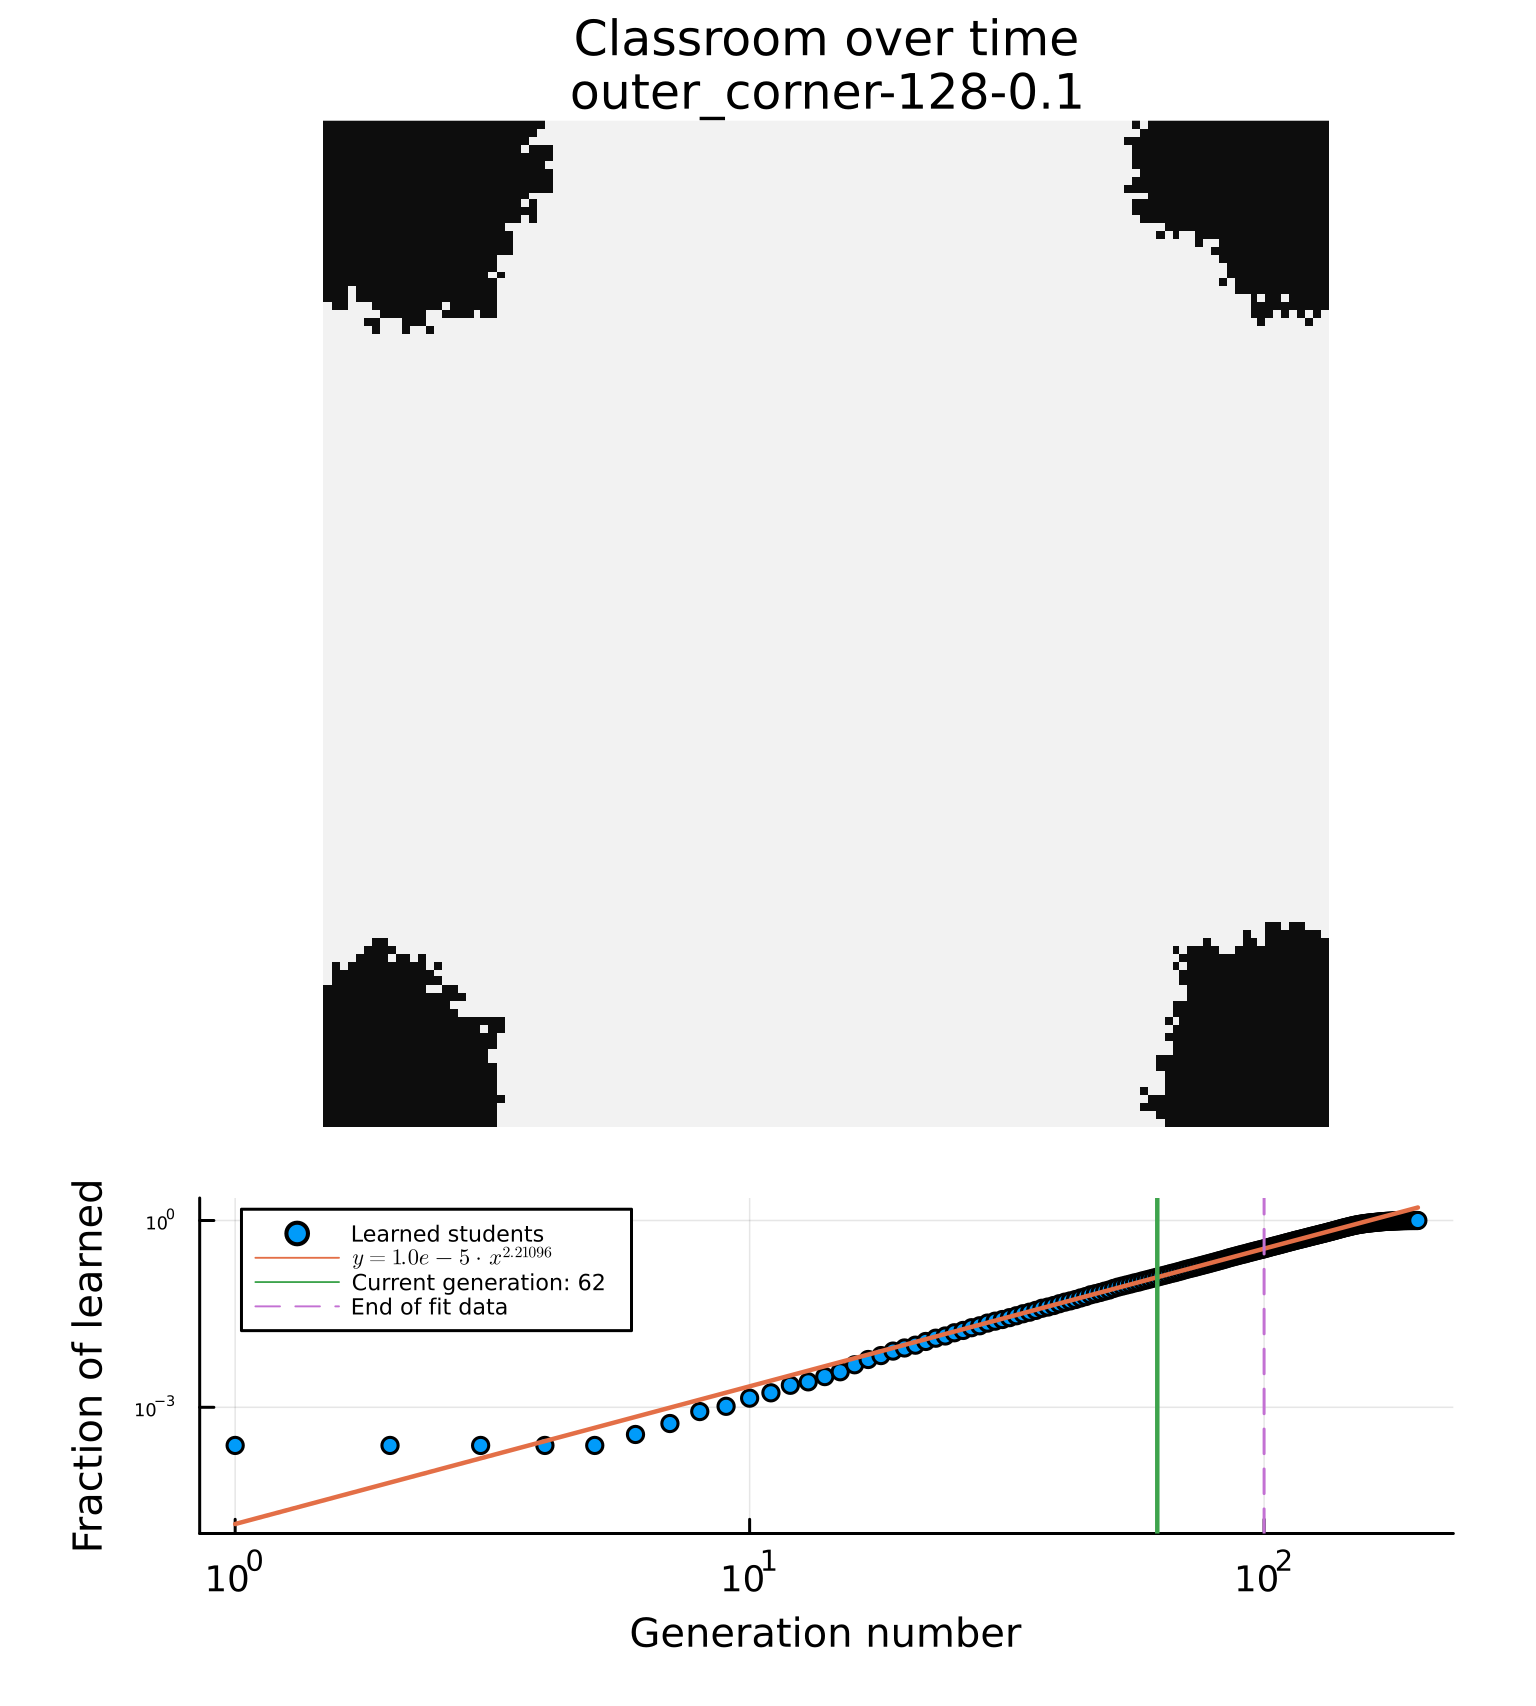 Classroom over time
outer_corner-128-0.1
Fraction of learned
10^0
10^-3
Learned students
y = 1.0e - 5 · x^2.21096
Current generation: 62
End of fit data
10^0
10^1
10^2
Generation number